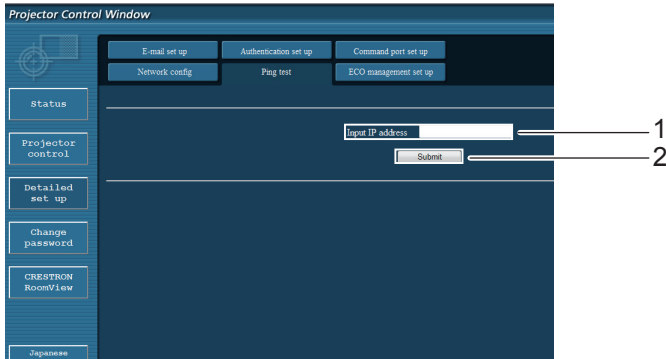 Projector Control Window
E-mail set up
Authentication set up
Command port set up
Network config
Ping test
ECO management set up
Status
Projector
control
Detailed
set up
Change
password
CRESTRON
RoomView
Japanese
Input IP address
Submit
1
2